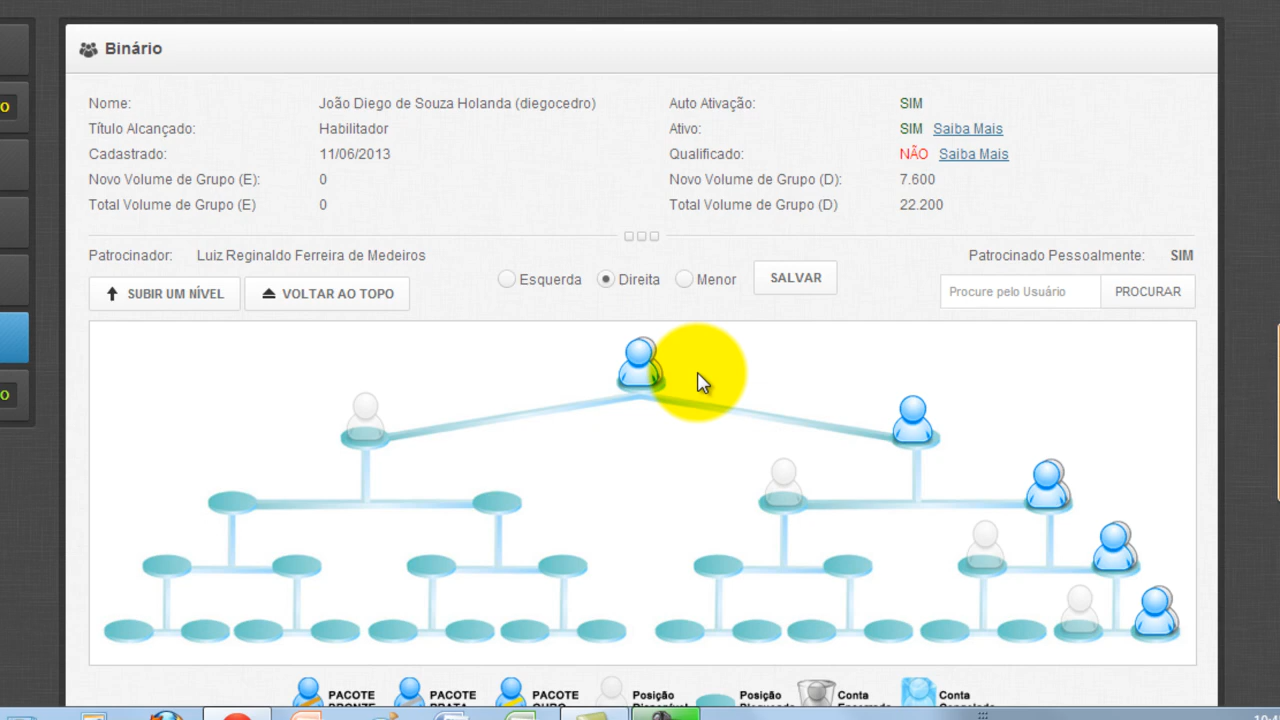 Binário
Nome: João Diego de Souza Holanda (diegocedro) Auto Ativação: SIM
Título Alcançado: Habilitador Ativo: SIM Saiba Mais
Cadastrado: 11/06/2013 Qualificado: NÃO Saiba Mais
Novo Volume de Grupo (E): 0 Novo Volume de Grupo (D): 7.600
Total Volume de Grupo (E) 0 Total Volume de Grupo (D) 22.200
Patrocinador: Luiz Reginaldo Ferreira de Medeiros Patrocinado Pessoalmente: SIM
SUBIR UM NÍVEL VOLTAR AO TOPO Esquerda Direita Menor SALVAR Procure pelo Usuário PROCURAR
PACOTE PACOTE PACOTE Posição Posição Conta Conta